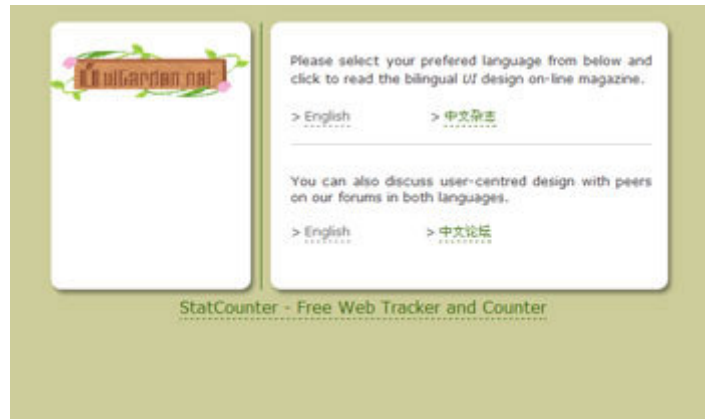 uiGarden.net
Please select your prefered language from below and
click to read the bilingual UI design on-line magazine.
> English > 中文杂志
You can also discuss user-centred design with peers
on our forums in both languages.
> English > 中文论坛
StatCounter - Free Web Tracker and Counter